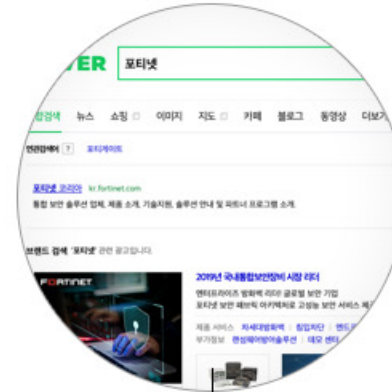 VER 포티넷
합검색 뉴스 쇼핑 이미지 지도 카페 블로그 동영상 더보기
연관검색어 ? 포티게이트
포티넷 코리아 kr.fortinet.com
통합 보안 솔루션 업체, 제품 소개, 기술지원, 솔루션 안내 및 파트너 프로그램 소개.
브랜드 검색 '포티넷' 관련 광고입니다.
FORTINET
2019년 국내통합보안장비 시장 리더
엔터프라이즈 방화벽 리더! 글로벌 보안 기업
포티넷 보안 패브릭 아키텍처로 고성능 보안 서비스 제
제품 서비스 차세대방화벽 침입차단 엔드
부가정보 랜섬웨어방어솔루션 데모 센터